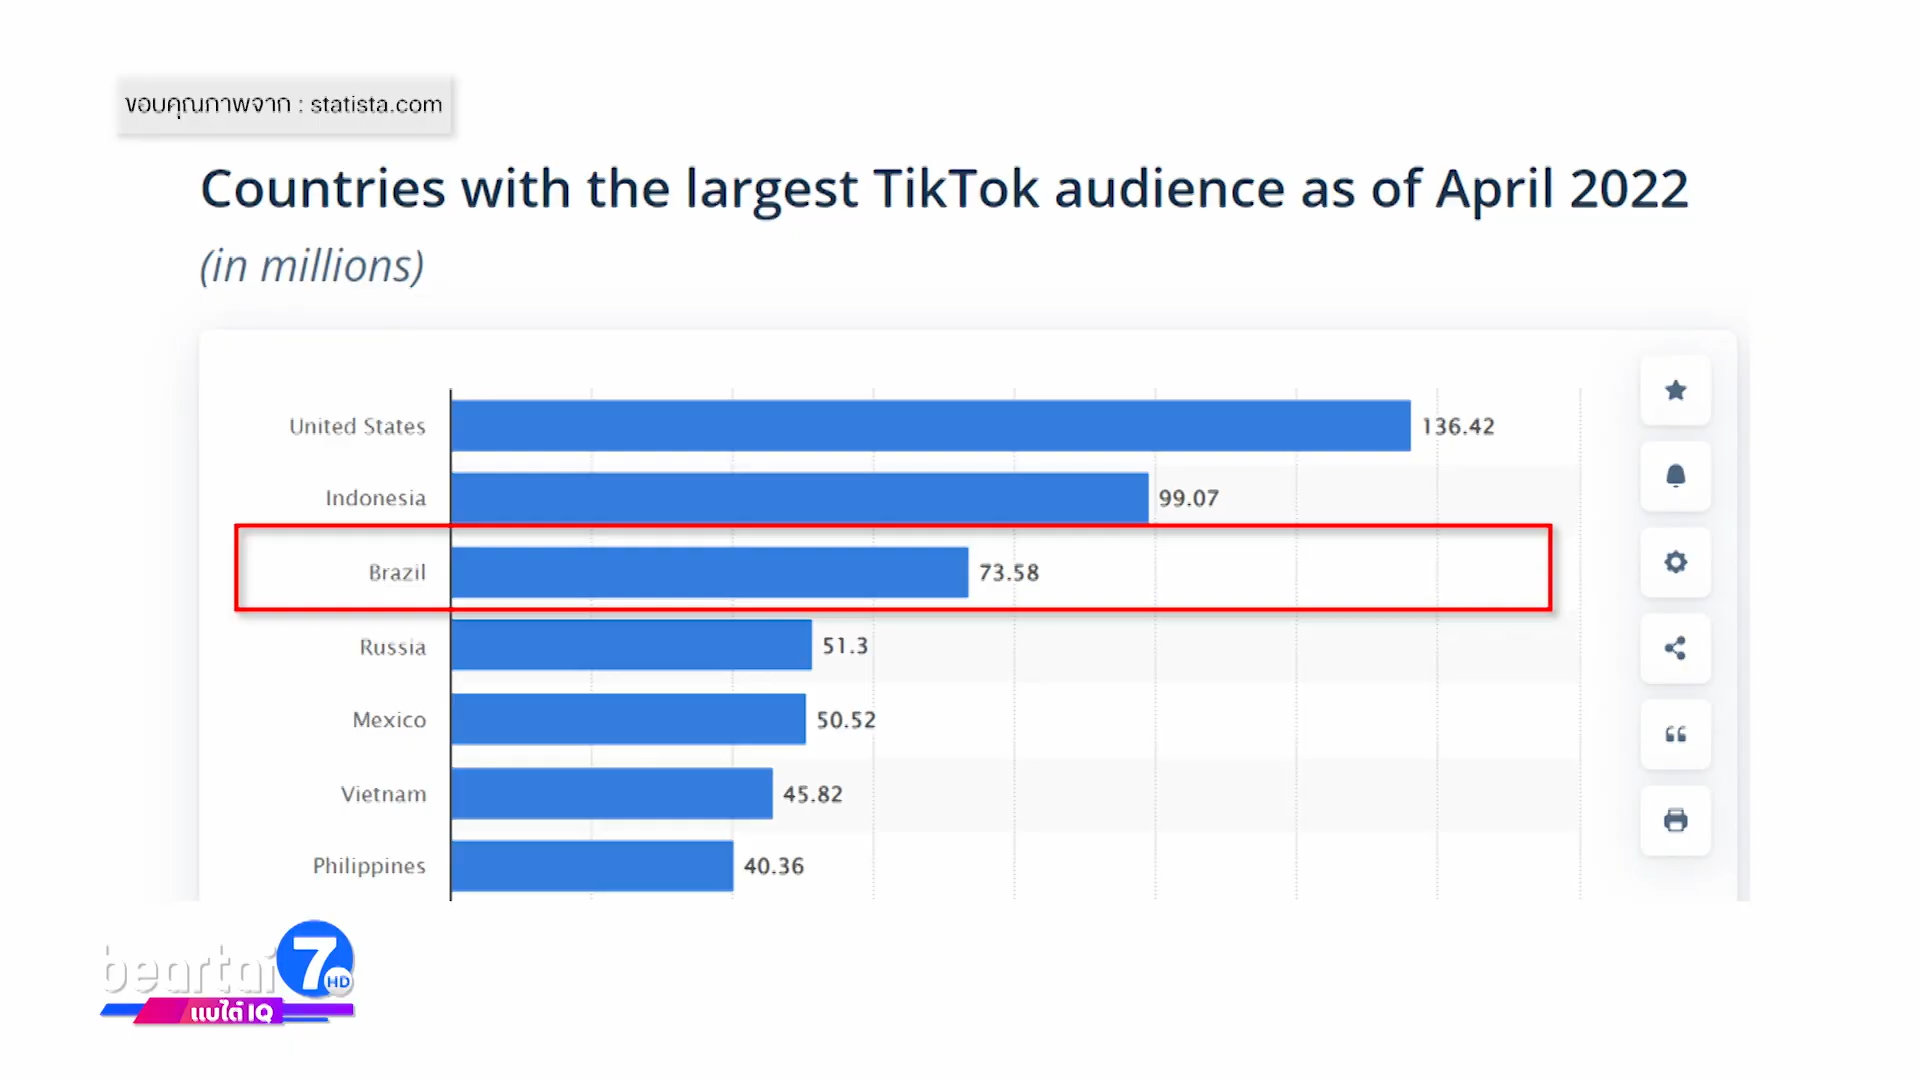 ขอบคุณภาพจาก : statista.com
Countries with the largest TikTok audience as of April 2022
(in millions)
United States 136.42
Indonesia 99.07
Brazil 73.58
Russia 51.3
Mexico 50.52
Vietnam 45.82
Philippines 40.36
beartai 7 HD
แบไต๋ IQ